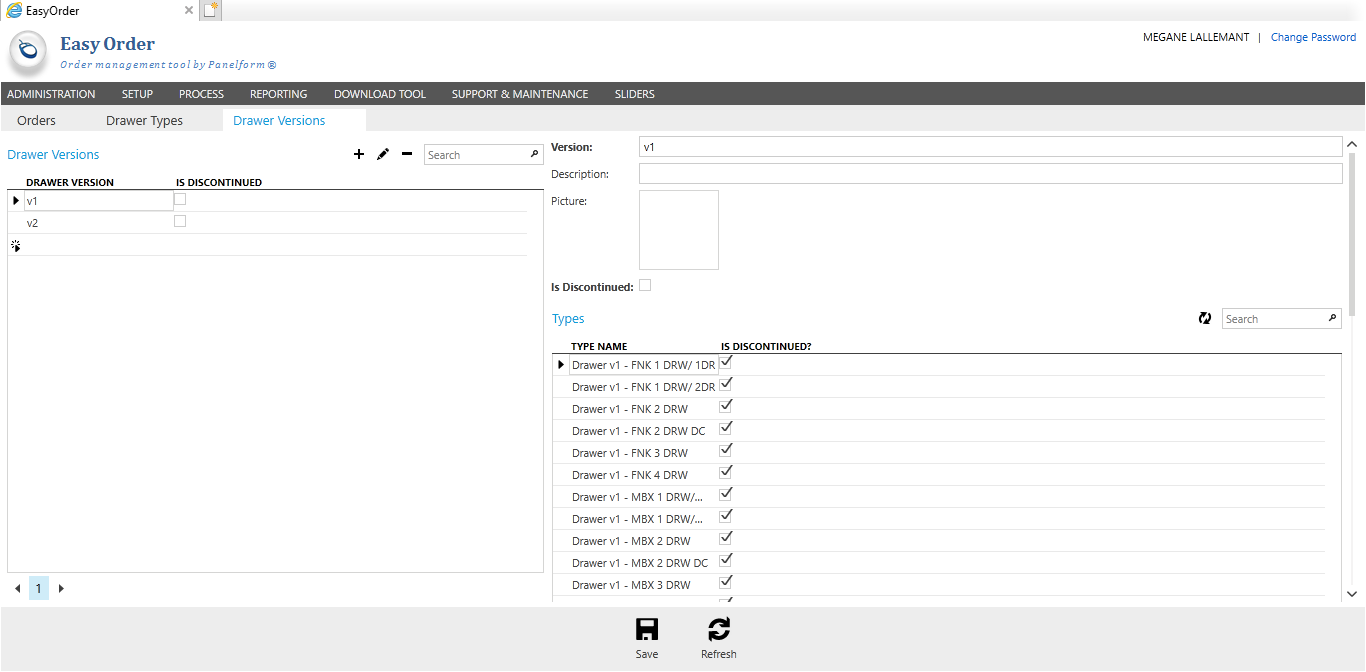 EasyOrder
Easy Order
Order management tool by Panelform ®
MEGANE LALLEMANT | Change Password
ADMINISTRATION SETUP PROCESS REPORTING DOWNLOAD TOOL SUPPORT & MAINTENANCE SLIDERS
Orders Drawer Types Drawer Versions
Drawer Versions
Search
DRAWER VERSION IS DISCONTINUED
v1
v2
1
Version: v1
Description:
Picture:
Is Discontinued:
Types
Search
TYPE NAME IS DISCONTINUED?
Drawer v1 - FNK 1 DRW/ 1DR
Drawer v1 - FNK 1 DRW/ 2DR
Drawer v1 - FNK 2 DRW
Drawer v1 - FNK 2 DRW DC
Drawer v1 - FNK 3 DRW
Drawer v1 - FNK 4 DRW
Drawer v1 - MBX 1 DRW/...
Drawer v1 - MBX 1 DRW/...
Drawer v1 - MBX 2 DRW
Drawer v1 - MBX 2 DRW DC
Drawer v1 - MBX 3 DRW
Save Refresh